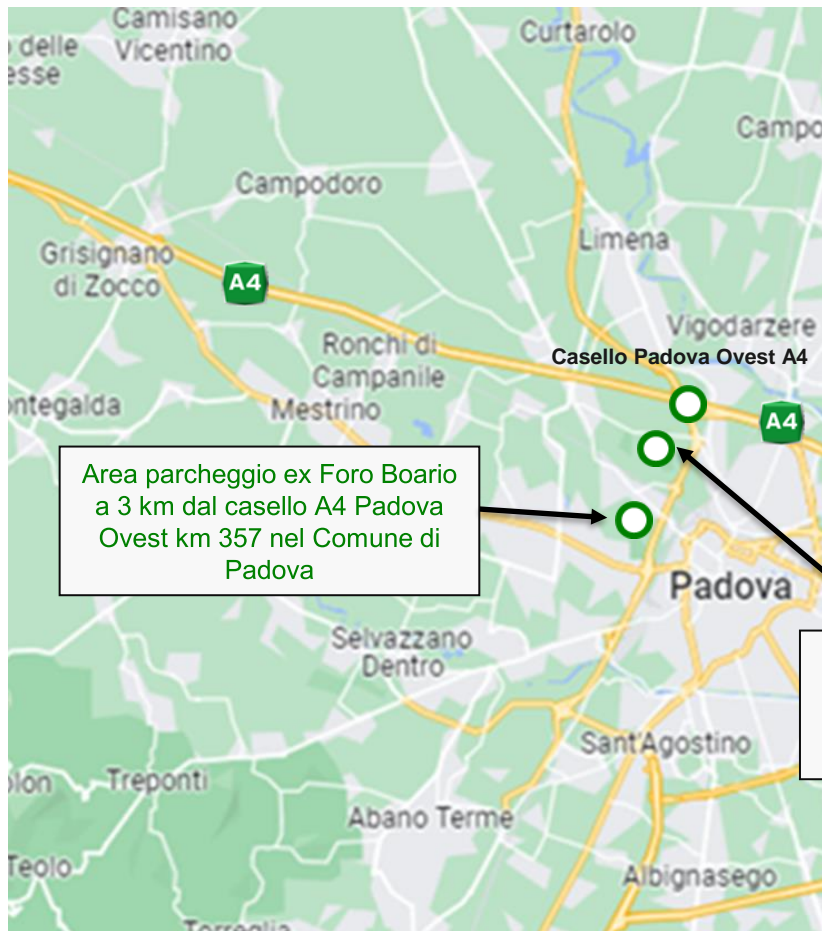 Camisano
Vicentino
Curtarolo
delle
Campodoro
Limena
Grisignano
di Zocco
A4
Vigodarzere
Ronchi di
Campanile
Casello Padova Ovest A4
Mestrino
A4
Area parcheggio ex Foro Boario
a 3 km dal casello A4 Padova
Ovest km 357 nel Comune di
Padova
Padova
Selvazzano
Dentro
Sant'Agostino
Treponti
Abano Terme
Teolo
Albignasego